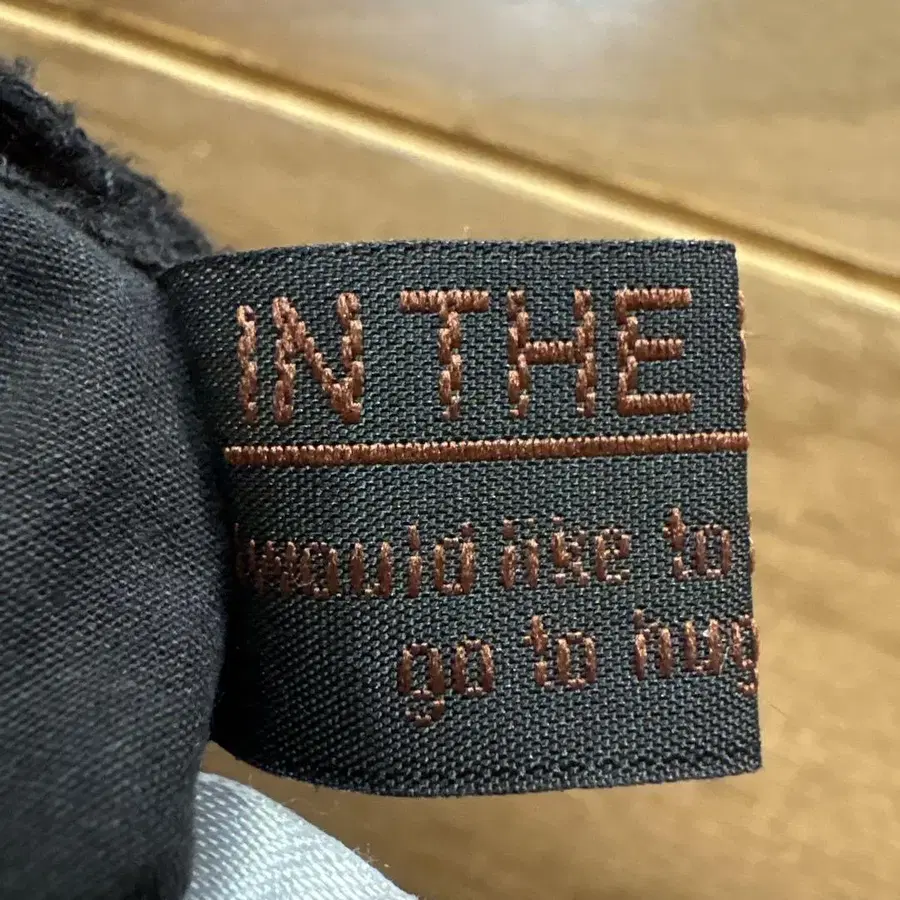 IN THE
would like to
go to hug